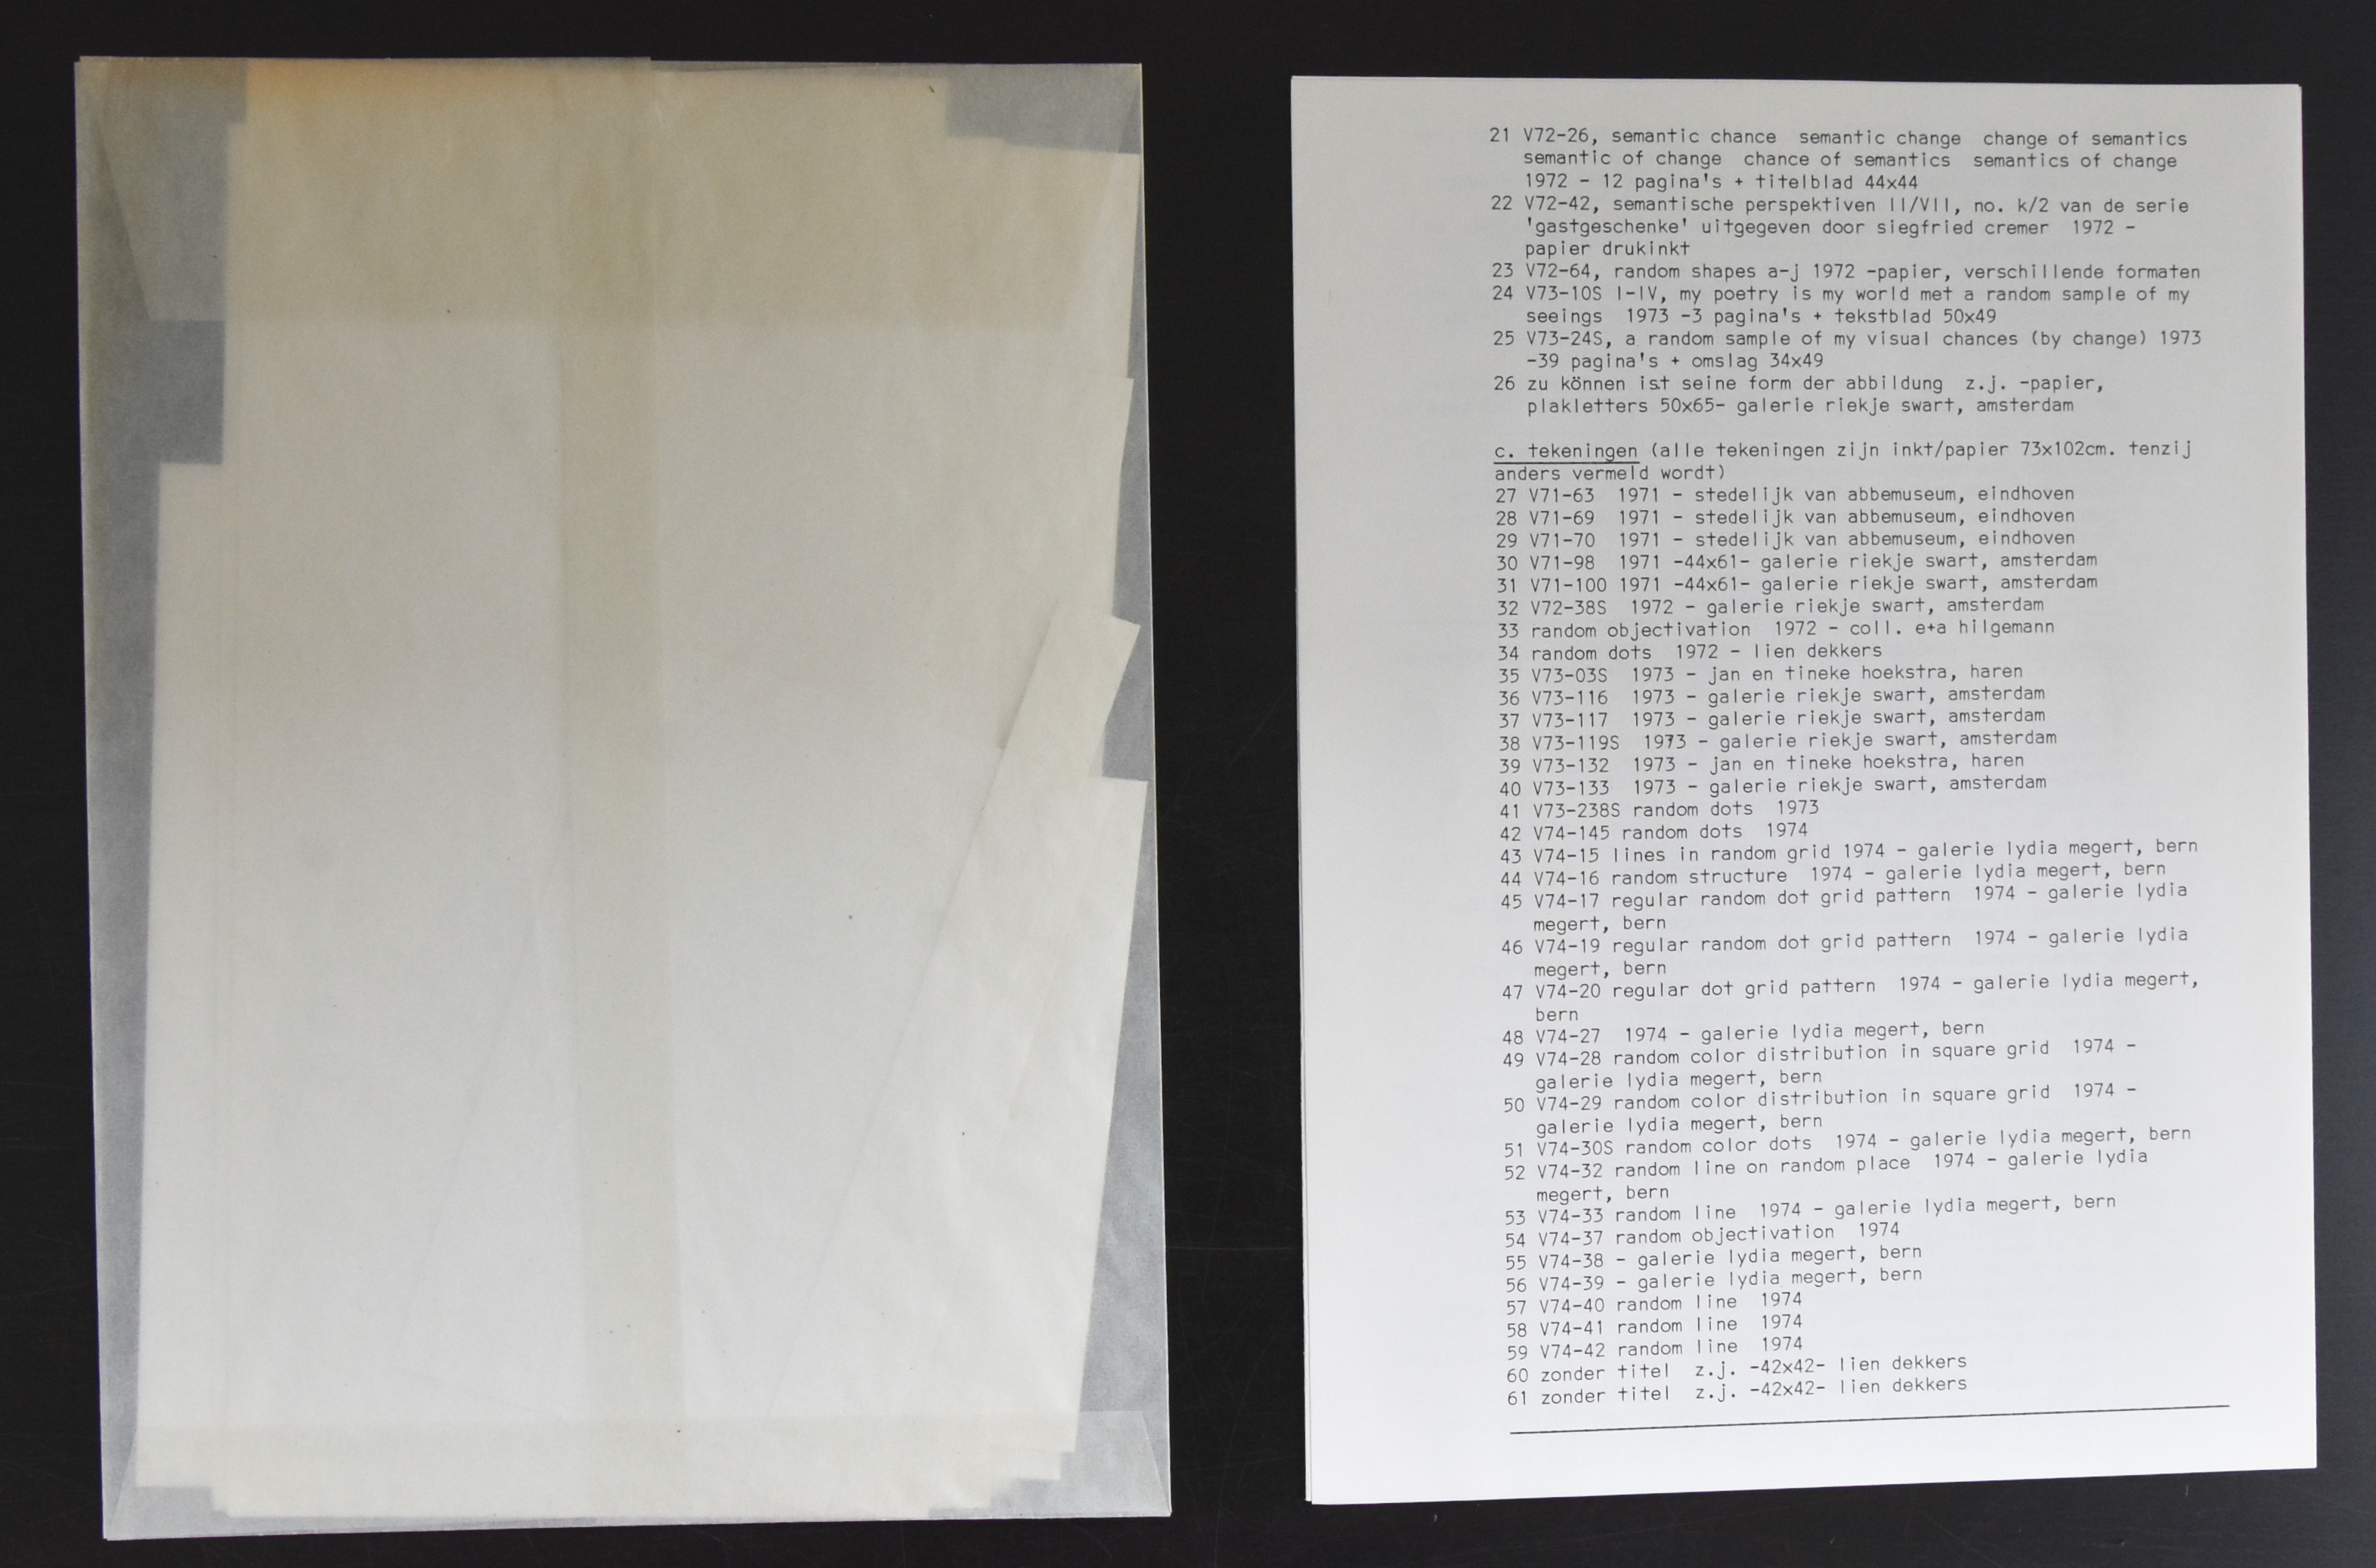 21 V72-26, semantic chance  semantic change  change of semantics
semantic of change  chance of semantics  semantics of change
1972 - 12 pagina's + titelblad 44x44
22 V72-42, semantische perspektiven II/VII, no. k/2 van de serie
'gastgeschenke' uitgegeven door siegfried cremer  1972 -
papier drukinkt
23 V72-64, random shapes a-j 1972 -papier, verschillende formaten
24 V73-10S I-IV, my poetry is my world met a random sample of my
seeings  1973 -3 pagina's + tekstblad 50x49
25 V73-24S, a random sample of my visual chances (by change) 1973
-39 pagina's + omslag 34x49
26 zu können ist seine form der abbildung  z.j. -papier,
plakletters 50x65- galerie riekje swart, amsterdam
c. tekeningen (alle tekeningen zijn inkt/papier 73x102cm. tenzij
anders vermeld wordt)
27 V71-63  1971 - stedelijk van abbemuseum, eindhoven
28 V71-69  1971 - stedelijk van abbemuseum, eindhoven
29 V71-70  1971 - stedelijk van abbemuseum, eindhoven
30 V71-98  1971 -44x61- galerie riekje swart, amsterdam
31 V71-100 1971 -44x61- galerie riekje swart, amsterdam
32 V72-38S  1972 - galerie riekje swart, amsterdam
33 random objectivation  1972 - coll. e+a hilgemann
34 random dots  1972 - lien dekkers
35 V73-03S  1973 - jan en tineke hoekstra, haren
36 V73-116  1973 - galerie riekje swart, amsterdam
37 V73-117  1973 - galerie riekje swart, amsterdam
38 V73-119S  1973 - galerie riekje swart, amsterdam
39 V73-132  1973 - jan en tineke hoekstra, haren
40 V73-133  1973 - galerie riekje swart, amsterdam
41 V73-238S random dots  1973
42 V74-145 random dots  1974
43 V74-15 lines in random grid 1974 - galerie lydia megert, bern
44 V74-16 random structure  1974 - galerie lydia megert, bern
45 V74-17 regular random dot grid pattern  1974 - galerie lydia
megert, bern
46 V74-19 regular random dot grid pattern  1974 - galerie lydia
megert, bern
47 V74-20 regular dot grid pattern  1974 - galerie lydia megert,
bern
48 V74-27  1974 - galerie lydia megert, bern
49 V74-28 random color distribution in square grid  1974 -
galerie lydia megert, bern
50 V74-29 random color distribution in square grid  1974 -
galerie lydia megert, bern
51 V74-30S random color dots  1974 - galerie lydia megert, bern
52 V74-32 random line on random place  1974 - galerie lydia
megert, bern
53 V74-33 random line  1974 - galerie lydia megert, bern
54 V74-37 random objectivation  1974
55 V74-38 - galerie lydia megert, bern
56 V74-39 - galerie lydia megert, bern
57 V74-40 random line  1974
58 V74-41 random line  1974
59 V74-42 random line  1974
60 zonder titel  z.j. -42x42- lien dekkers
61 zonder titel  z.j. -42x42- lien dekkers